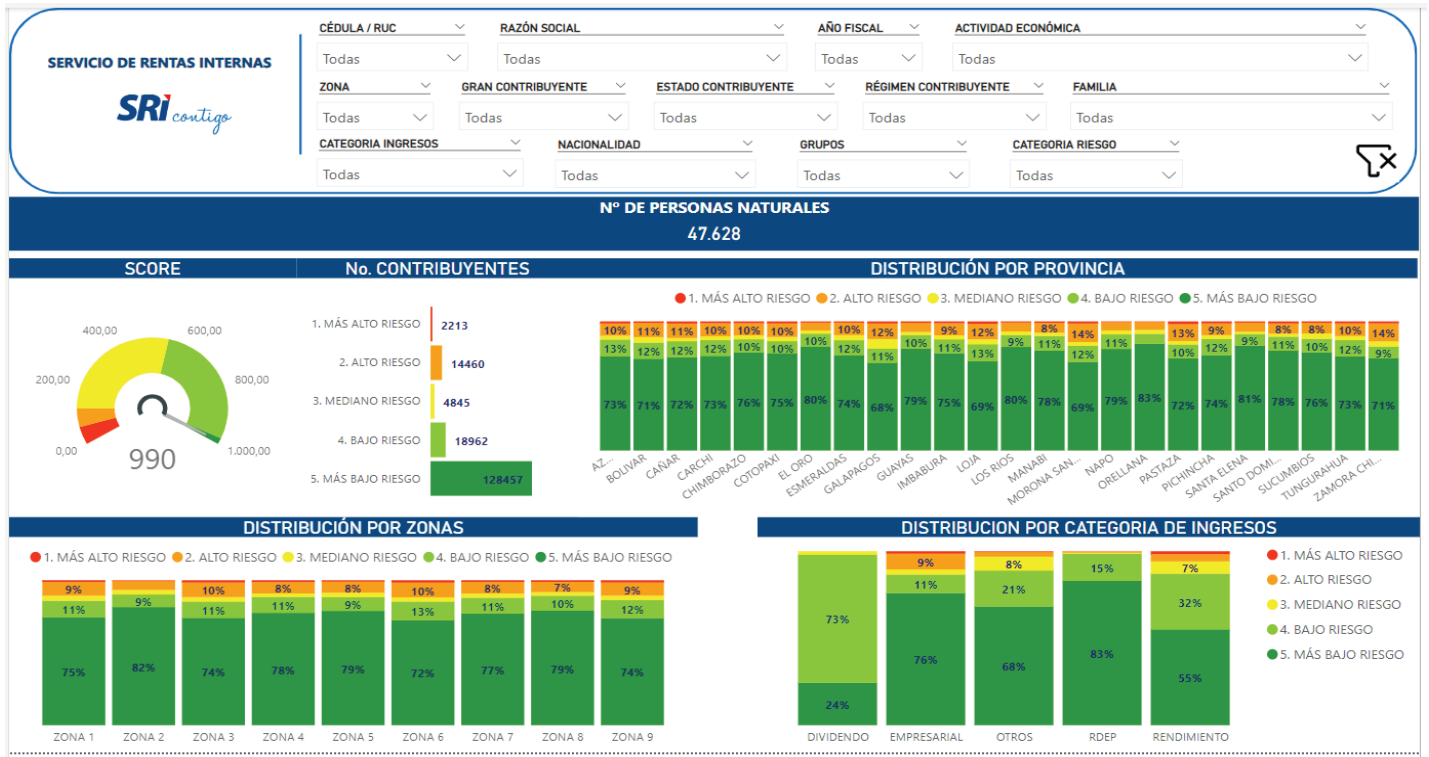 SERVICIO DE RENTAS INTERNAS
SRi contigo
CÉDULA / RUC
RAZÓN SOCIAL
AÑO FISCAL
ACTIVIDAD ECONÓMICA
Todas
Todas
Todas
Todas
ZONA
GRAN CONTRIBUYENTE
ESTADO CONTRIBUYENTE
RÉGIMEN CONTRIBUYENTE
FAMILIA
Todas
Todas
Todas
Todas
Todas
CATEGORIA INGRESOS
NACIONALIDAD
GRUPOS
CATEGORIA RIESGO
Todas
Todas
Todas
Todas
Nº DE PERSONAS NATURALES
47.628
SCORE
0,00
200,00
400,00
600,00
800,00
1.000,00
990
No. CONTRIBUYENTES
1. MÁS ALTO RIESGO 2213
2. ALTO RIESGO 14460
3. MEDIANO RIESGO 4845
4. BAJO RIESGO 18962
5. MÁS BAJO RIESGO 128457
DISTRIBUCIÓN POR PROVINCIA
1. MÁS ALTO RIESGO 2. ALTO RIESGO 3. MEDIANO RIESGO 4. BAJO RIESGO 5. MÁS BAJO RIESGO
10% 11% 11% 10% 10% 10% 10% 12% 9% 12% 8% 14% 13% 9% 8% 8% 10% 14%
13% 12% 12% 12% 10% 10% 10% 12% 11% 10% 11% 13% 9% 11% 12% 11% 10% 12% 9% 11% 10% 12% 9%
73% 71% 72% 73% 76% 75% 80% 74% 68% 79% 75% 69% 80% 78% 69% 79% 83% 72% 74% 81% 78% 76% 73% 71%
AZ... BOLIVAR CAÑAR CARCHI CHIMBORAZO COTOPAXI EL ORO ESMERALDAS GALAPAGOS GUAYAS IMBABURA LOJA LOS RIOS MANABI MORONA SAN... NAPO ORELLANA PASTAZA PICHINCHA SANTA ELENA SANTO DOMI... SUCUMBIOS TUNGURAHUA ZAMORA CHI...
DISTRIBUCIÓN POR ZONAS
1. MÁS ALTO RIESGO 2. ALTO RIESGO 3. MEDIANO RIESGO 4. BAJO RIESGO 5. MÁS BAJO RIESGO
9% 10% 8% 8% 10% 8% 7% 9%
11% 9% 11% 11% 9% 13% 11% 10% 12%
75% 82% 74% 78% 79% 72% 77% 79% 74%
ZONA 1 ZONA 2 ZONA 3 ZONA 4 ZONA 5 ZONA 6 ZONA 7 ZONA 8 ZONA 9
DISTRIBUCION POR CATEGORIA DE INGRESOS
9% 8% 7%
73% 11% 21% 15% 32%
24% 76% 68% 83% 55%
DIVIDENDO EMPRESARIAL OTROS RDEP RENDIMIENTO
1. MÁS ALTO RIESGO
2. ALTO RIESGO
3. MEDIANO RIESGO
4. BAJO RIESGO
5. MÁS BAJO RIESGO